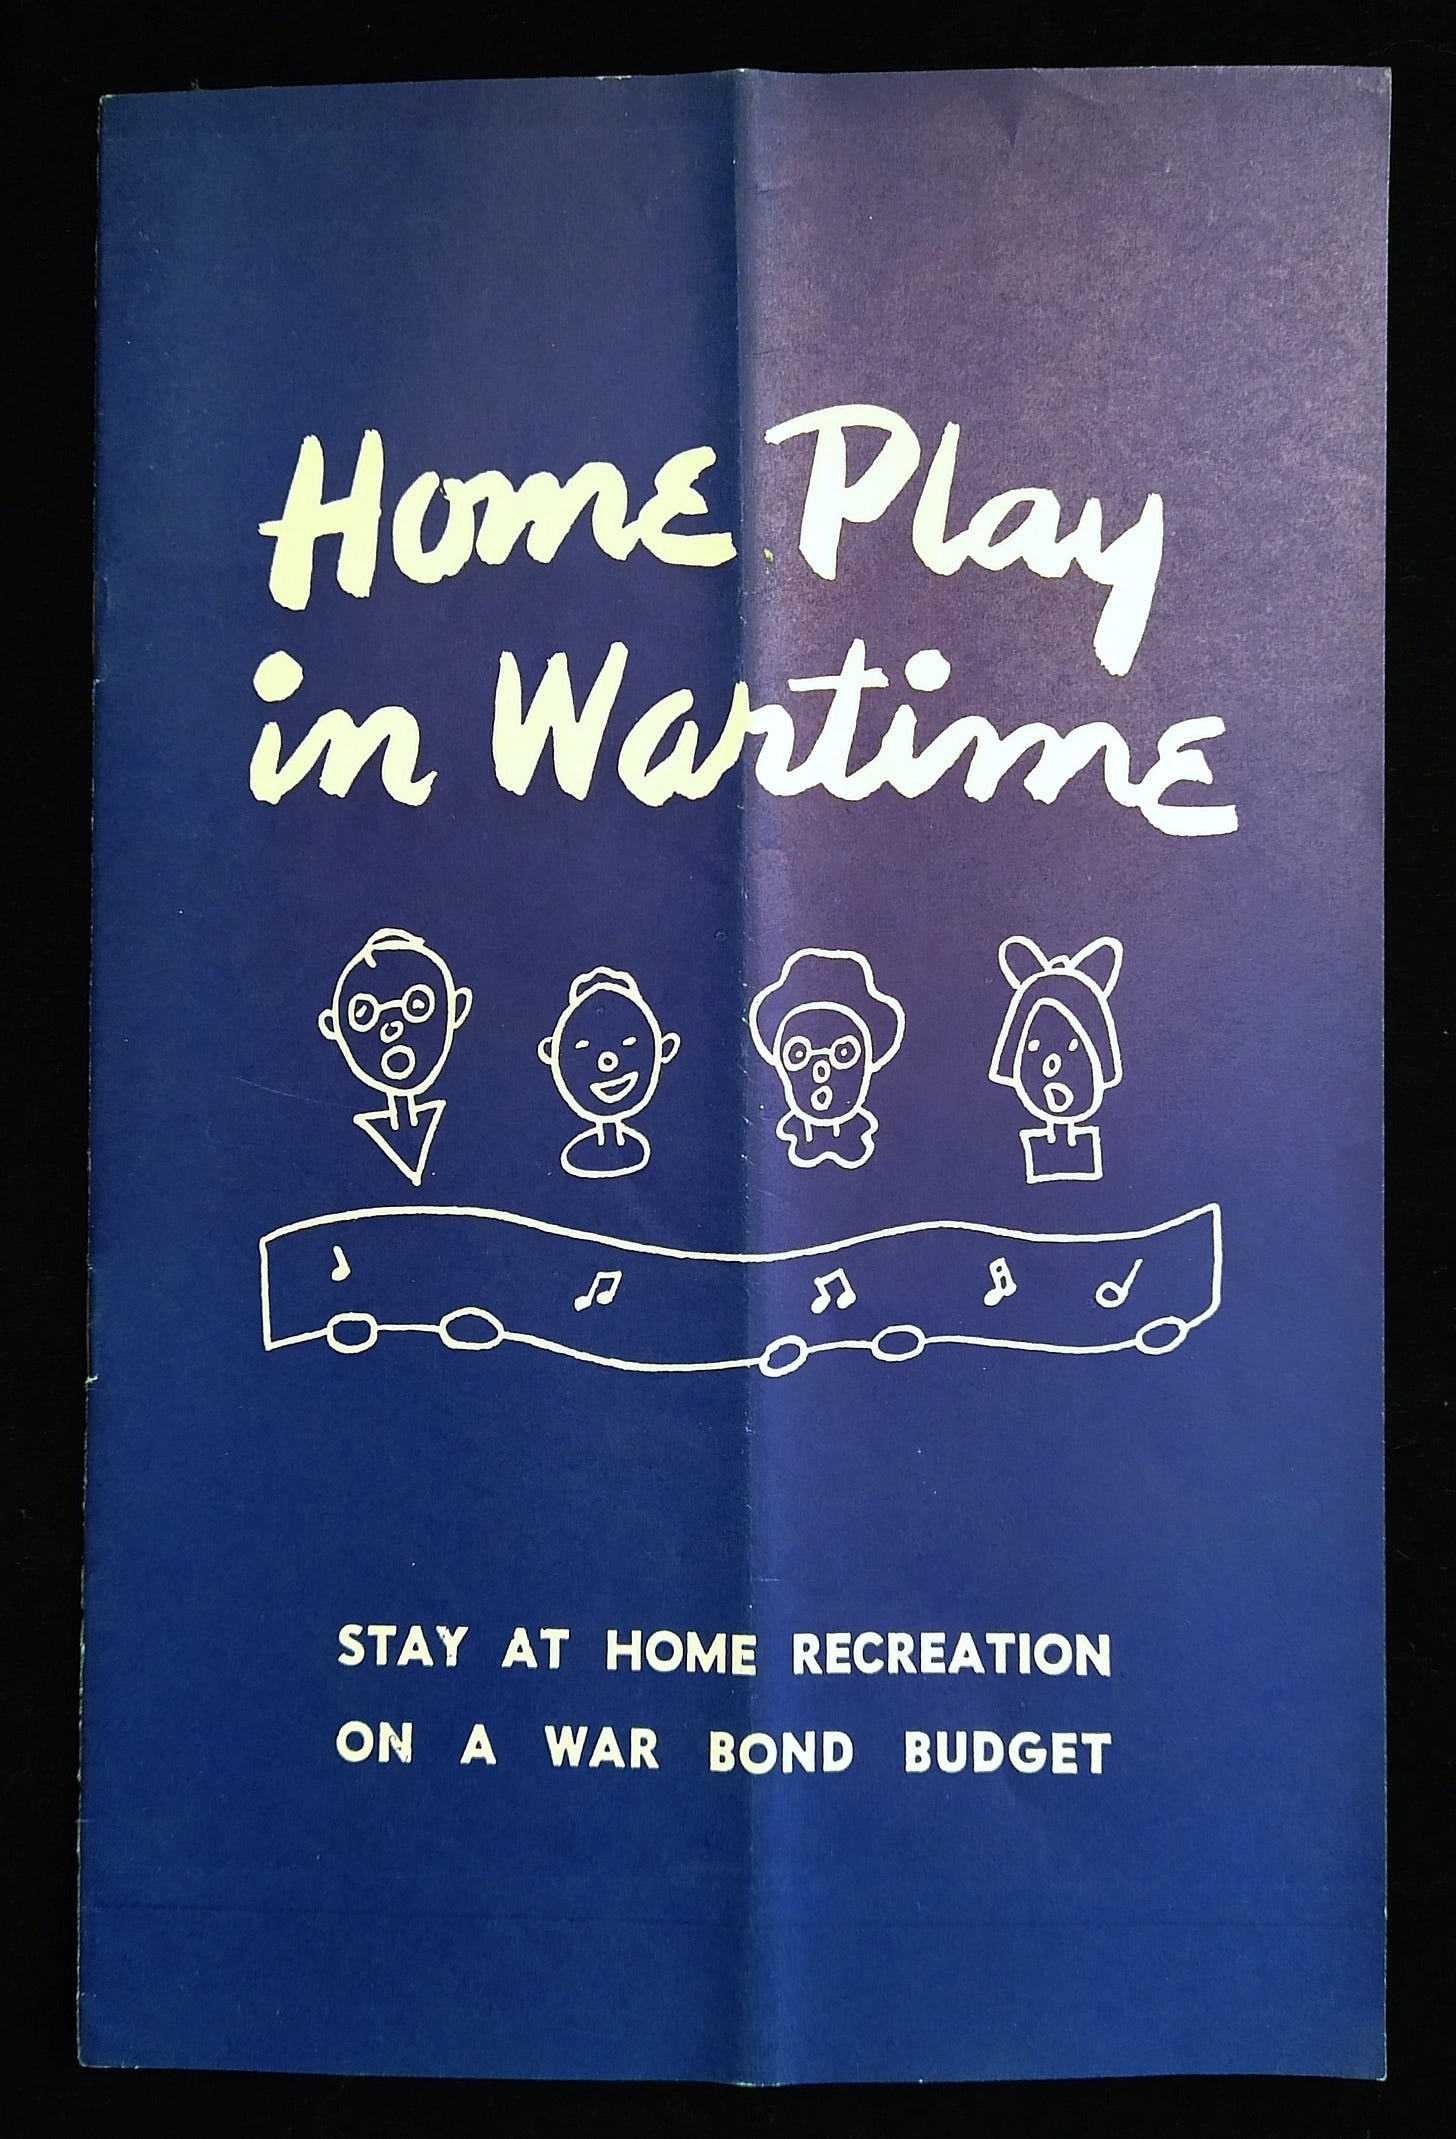 Home Play
in Wartime
STAY AT HOME RECREATION
ON A WAR BOND BUDGET